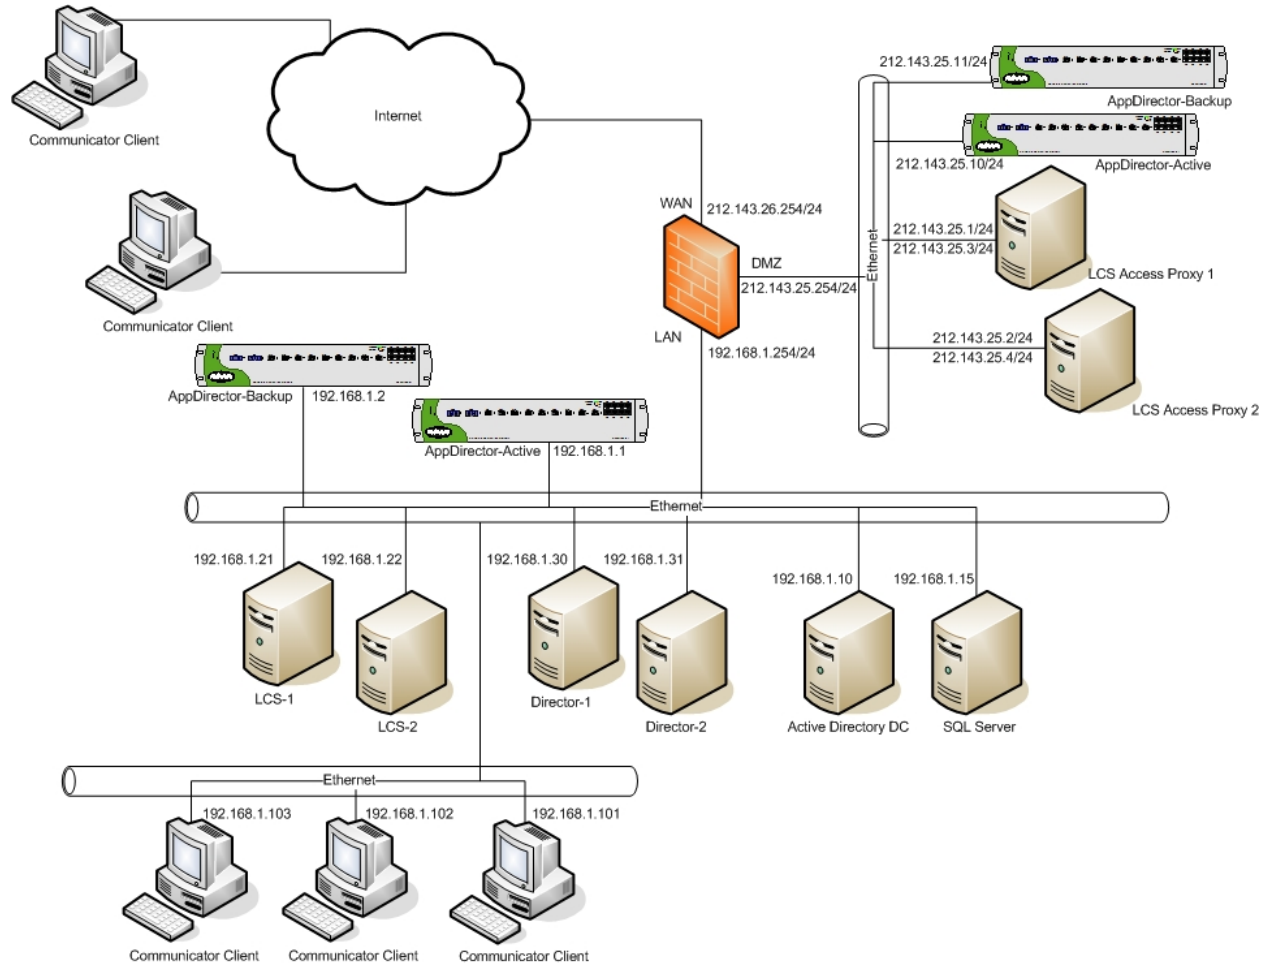 Communicator Client
Internet
212.143.25.11/24
AppDirector-Backup
AppDirector-Active
212.143.25.10/24
WAN
212.143.26.254/24
212.143.25.1/24
212.143.25.3/24
Ethernet
DMZ
212.143.25.254/24
LCS Access Proxy 1
Communicator Client
LAN
192.168.1.254/24
212.143.25.2/24
212.143.25.4/24
LCS Access Proxy 2
AppDirector-Backup
192.168.1.2
AppDirector-Active
192.168.1.1
Ethernet
192.168.1.21
192.168.1.22
192.168.1.30
192.168.1.31
192.168.1.10
192.168.1.15
LCS-1
LCS-2
Director-1
Director-2
Active Directory DC
SQL Server
Ethernet
192.168.1.103
192.168.1.102
192.168.1.101
Communicator Client
Communicator Client
Communicator Client